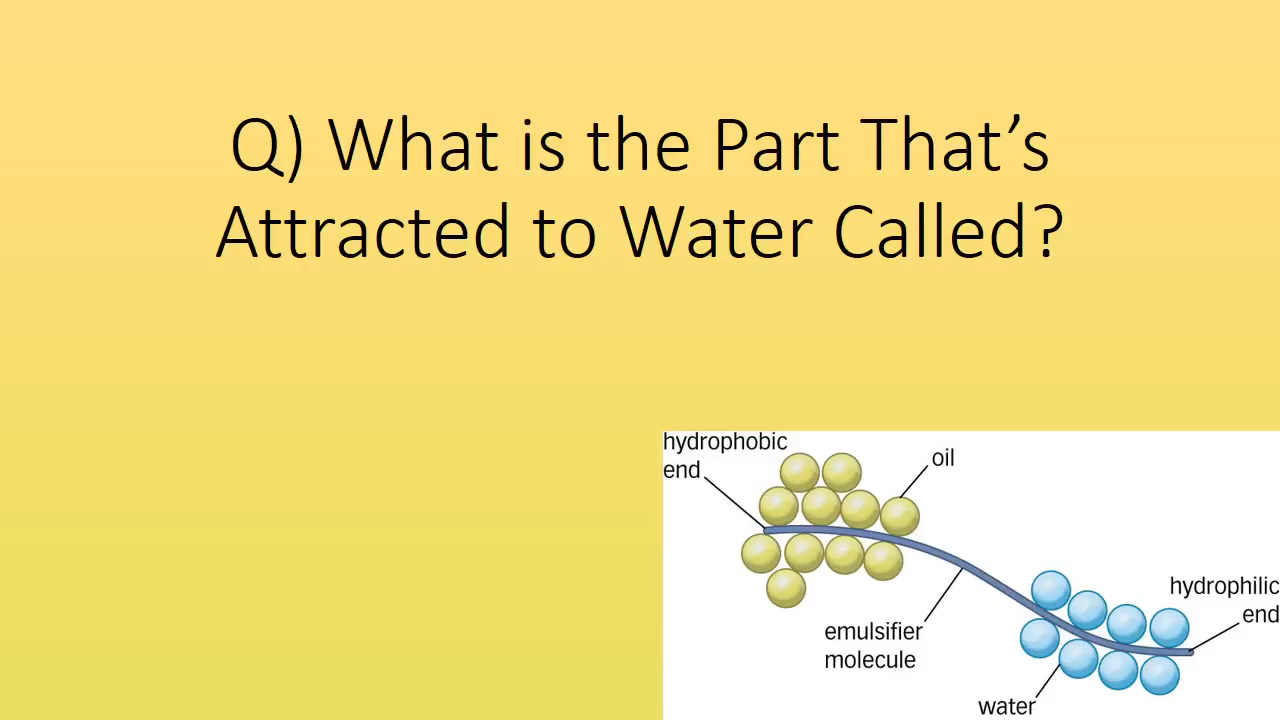 Q) What is the Part That’s
Attracted to Water Called?
hydrophobic
end
oil
emulsifier
molecule
hydrophilic
end
water